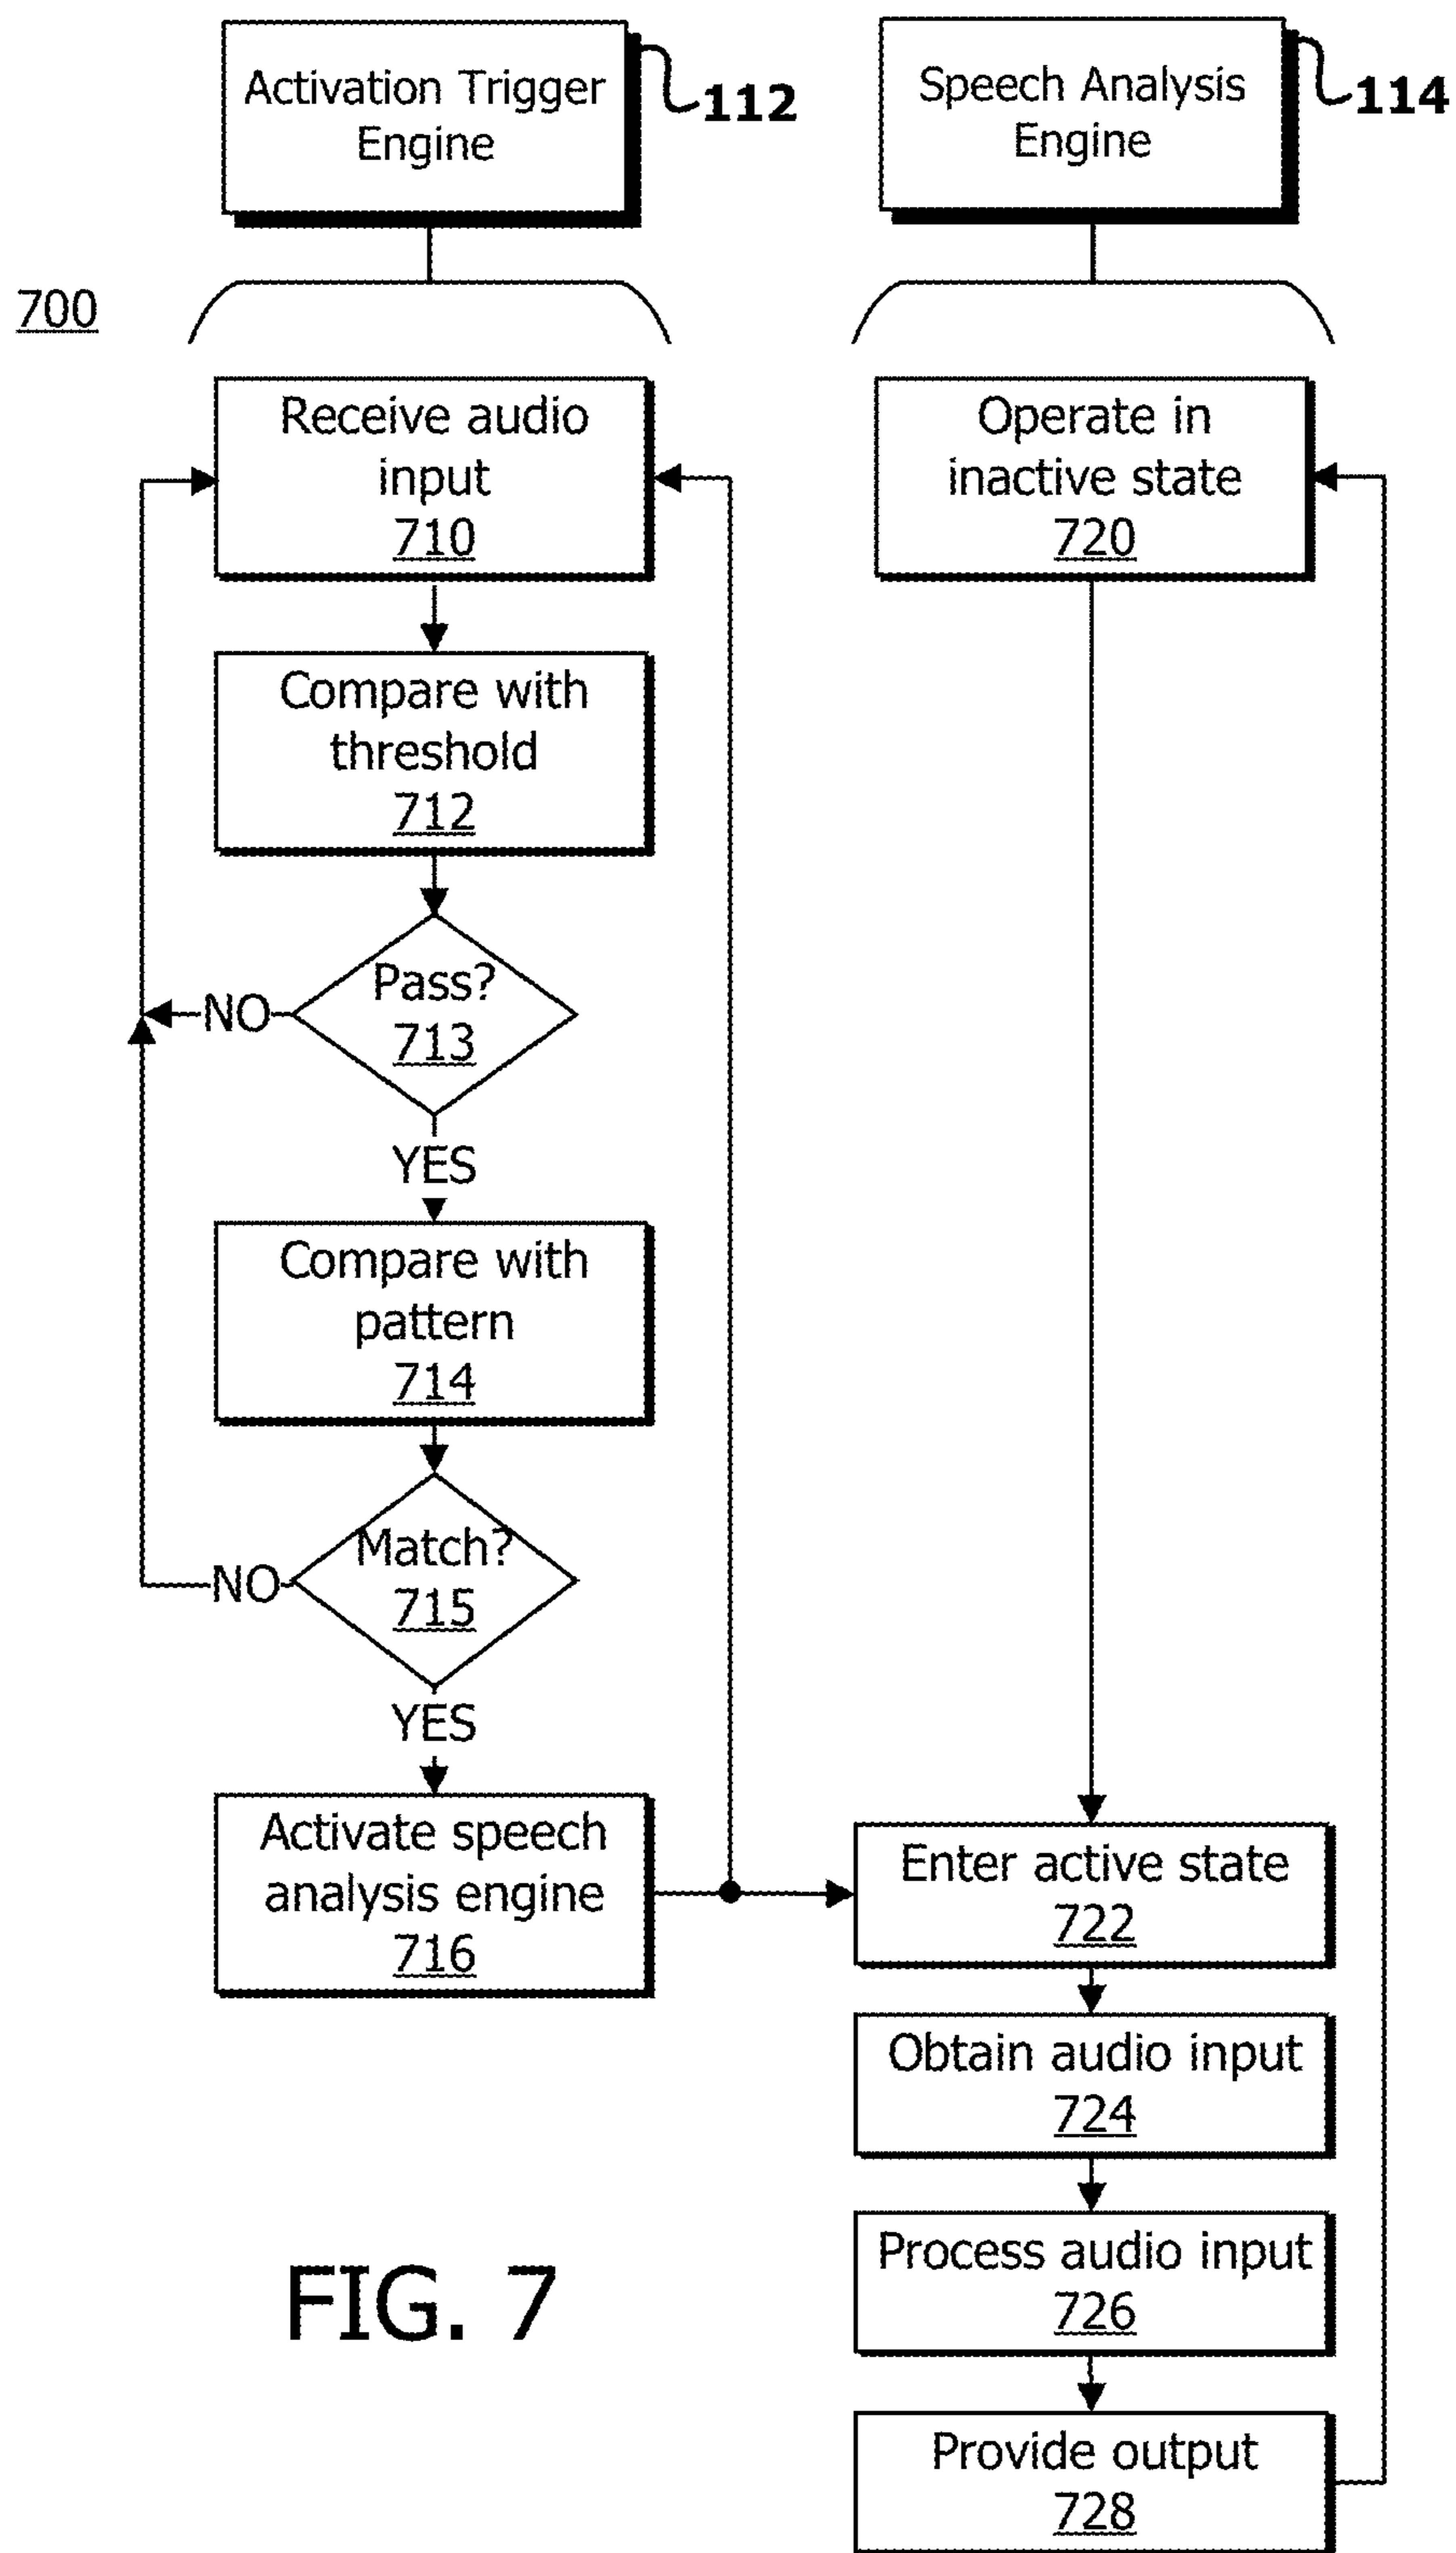 Activation Trigger
Engine
112
Speech Analysis
Engine
114
700
Receive audio
input
710
Compare with
threshold
712
Pass?
713
NO
YES
Compare with
pattern
714
Match?
715
NO
YES
Activate speech
analysis engine
716
Operate in
inactive state
720
Enter active state
722
Obtain audio input
724
Process audio input
726
Provide output
728
FIG. 7